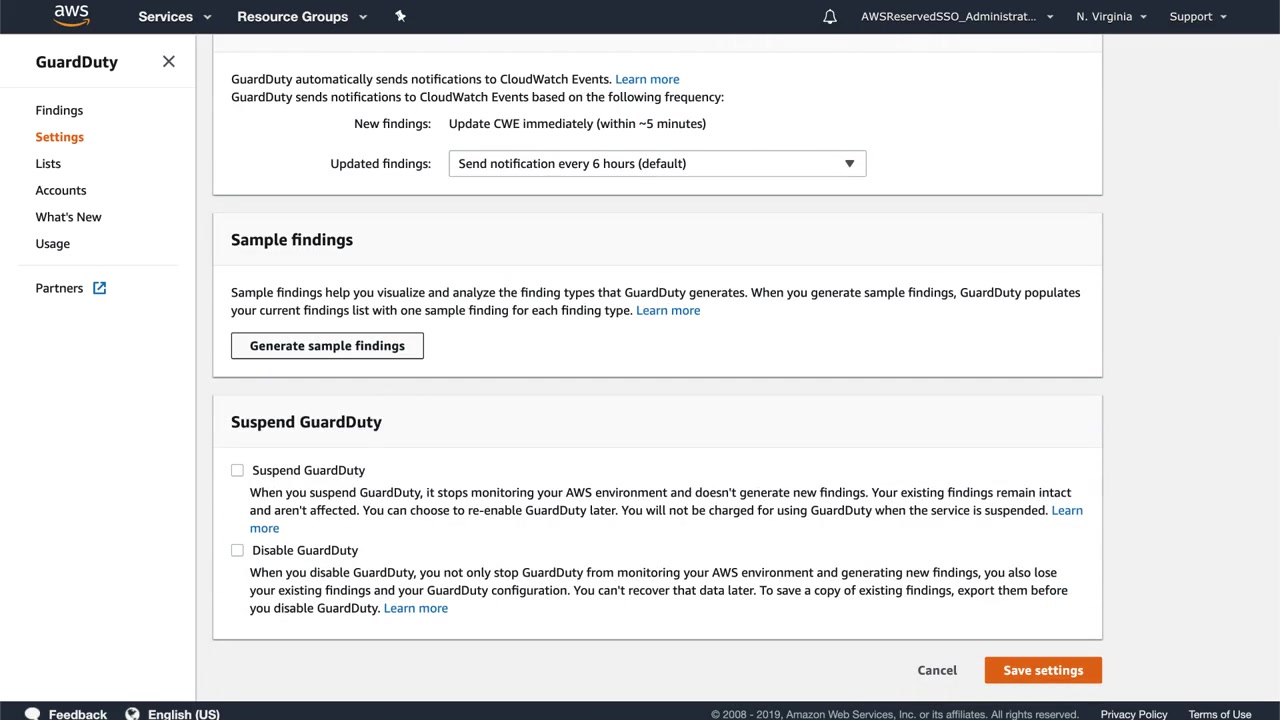 aws
Services
Resource Groups
AWSReservedSSO_Administrat...
N. Virginia
Support
GuardDuty
Findings
Settings
Lists
Accounts
What's New
Usage
Partners
GuardDuty automatically sends notifications to CloudWatch Events. Learn more
GuardDuty sends notifications to CloudWatch Events based on the following frequency:
New findings: Update CWE immediately (within ~5 minutes)
Updated findings: Send notification every 6 hours (default)
Sample findings
Sample findings help you visualize and analyze the finding types that GuardDuty generates. When you generate sample findings, GuardDuty populates
your current findings list with one sample finding for each finding type. Learn more
Generate sample findings
Suspend GuardDuty
Suspend GuardDuty
When you suspend GuardDuty, it stops monitoring your AWS environment and doesn't generate new findings. Your existing findings remain intact
and aren't affected. You can choose to re-enable GuardDuty later. You will not be charged for using GuardDuty when the service is suspended. Learn
more
Disable GuardDuty
When you disable GuardDuty, you not only stop GuardDuty from monitoring your AWS environment and generating new findings, you also lose
your existing findings and your GuardDuty configuration. You can't recover that data later. To save a copy of existing findings, export them before
you disable GuardDuty. Learn more
Cancel
Save settings
Feedback
English (US)
© 2008 - 2019, Amazon Web Services, Inc. or its affiliates. All rights reserved.
Privacy Policy
Terms of Use